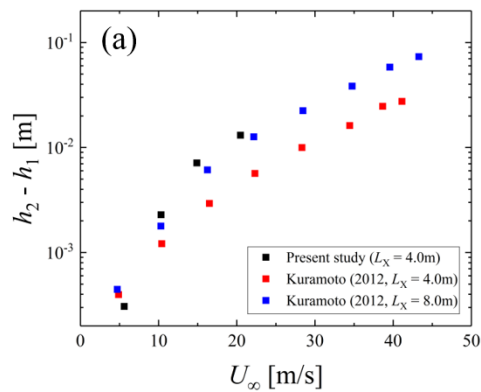 (a)
10⁻¹
10⁻²
10⁻³
h₂ - h₁ [m]
Present study (Lₓ = 4.0m)
Kuramoto (2012, Lₓ = 4.0m)
Kuramoto (2012, Lₓ = 8.0m)
0 10 20 30 40 50
U∞ [m/s]